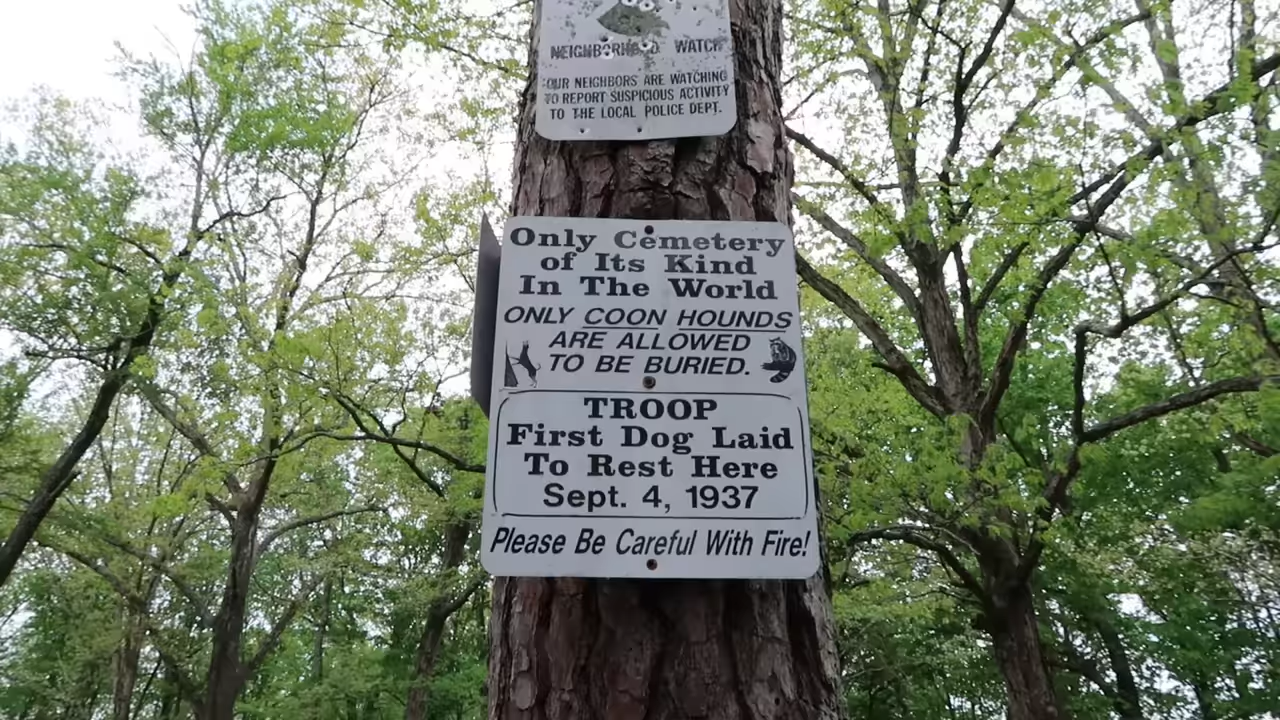 NEIGHBORHOOD WATCH
OUR NEIGHBORS ARE WATCHING
TO REPORT SUSPICIOUS ACTIVITY
TO THE LOCAL POLICE DEPT.
Only Cemetery
of Its Kind
In The World
ONLY COON HOUNDS
ARE ALLOWED
TO BE BURIED.
TROOP
First Dog Laid
To Rest Here
Sept. 4, 1937
Please Be Careful With Fire!